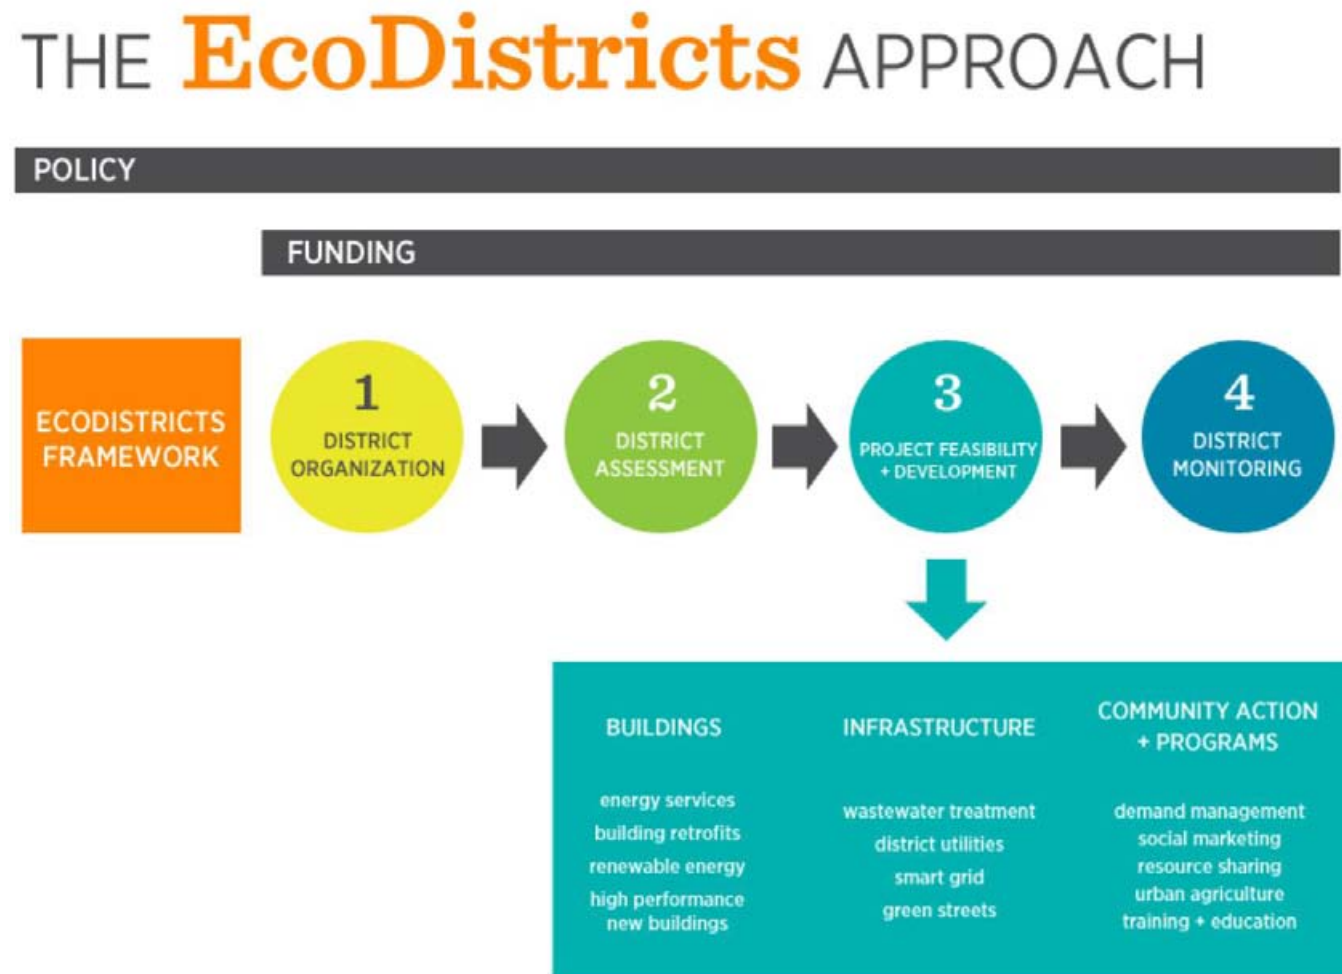 THE EcoDistricts APPROACH
POLICY
FUNDING
ECODISTRICTS
FRAMEWORK
1
DISTRICT
ORGANIZATION
2
DISTRICT
ASSESSMENT
3
PROJECT FEASIBILITY
+ DEVELOPMENT
4
DISTRICT
MONITORING
BUILDINGS
energy services
building retrofits
renewable energy
high performance
new buildings
INFRASTRUCTURE
wastewater treatment
district utilities
smart grid
green streets
COMMUNITY ACTION
+ PROGRAMS
demand management
social marketing
resource sharing
urban agriculture
training + education